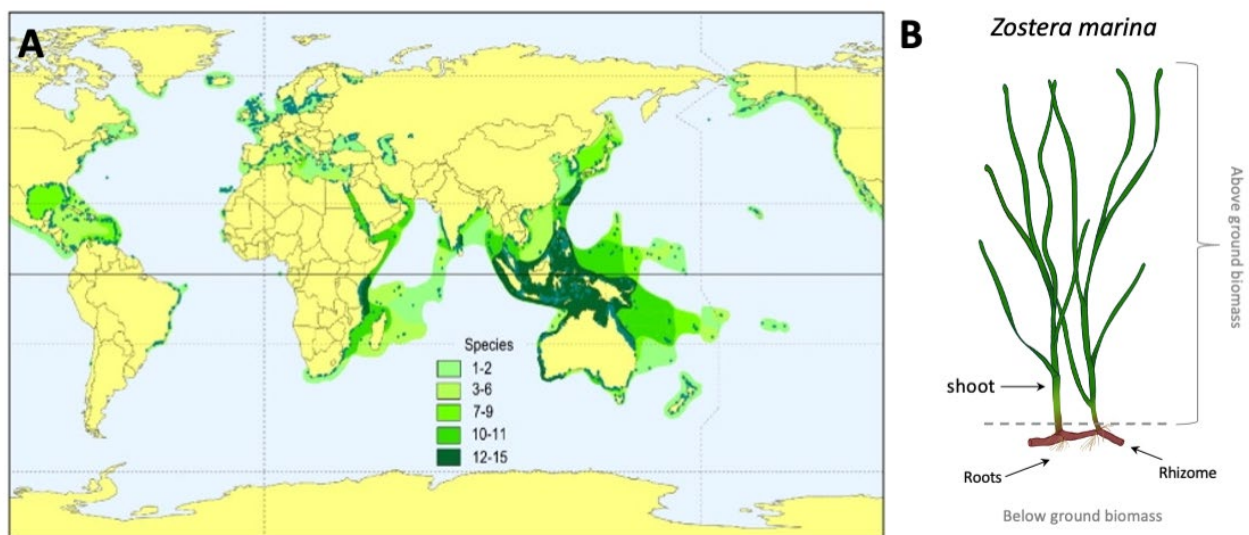 A
Species
1-2
3-6
7-9
10-11
12-15
B
Zostera marina
Above ground biomass
shoot
Roots
Rhizome
Below ground biomass